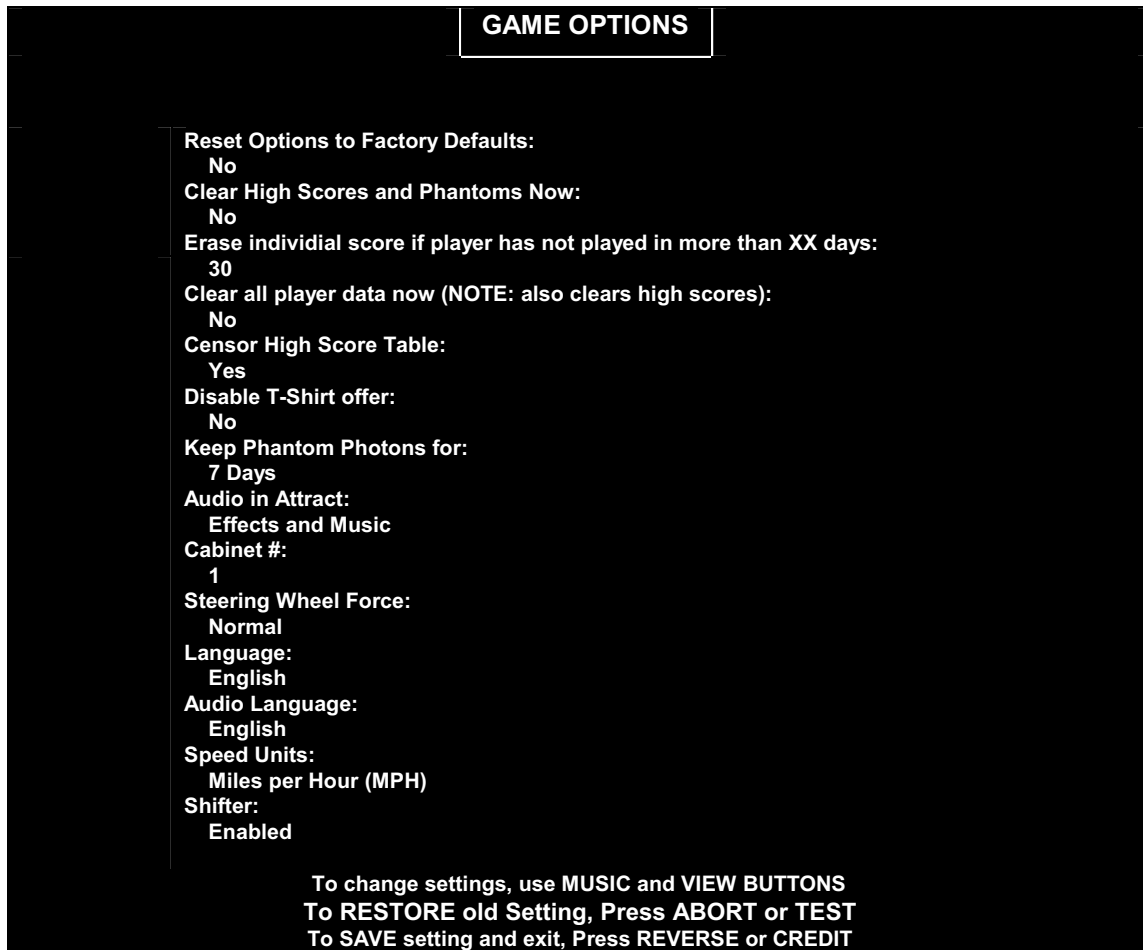 GAME OPTIONS
Reset Options to Factory Defaults:
No
Clear High Scores and Phantoms Now:
No
Erase individial score if player has not played in more than XX days:
30
Clear all player data now (NOTE: also clears high scores):
No
Censor High Score Table:
Yes
Disable T-Shirt offer:
No
Keep Phantom Photons for:
7 Days
Audio in Attract:
Effects and Music
Cabinet #:
1
Steering Wheel Force:
Normal
Language:
English
Audio Language:
English
Speed Units:
Miles per Hour (MPH)
Shifter:
Enabled
To change settings, use MUSIC and VIEW BUTTONS
To RESTORE old Setting, Press ABORT or TEST
To SAVE setting and exit, Press REVERSE or CREDIT